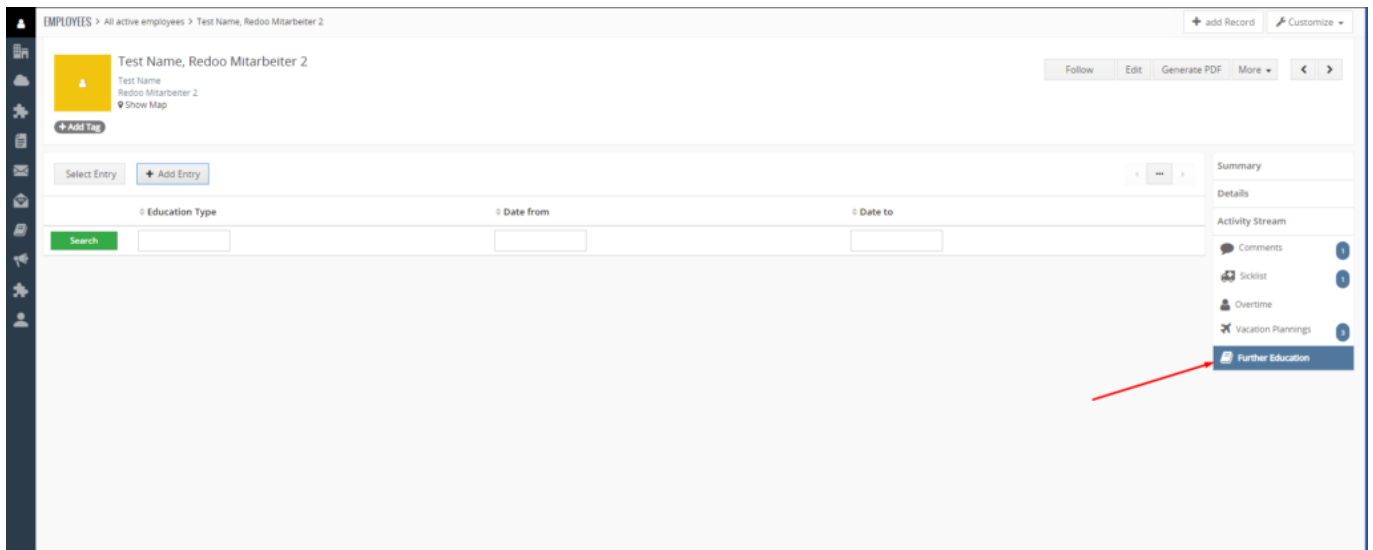 EMPLOYEES > All active employees > Test Name, Redoo Mitarbeiter 2
+ add Record Customize
Test Name, Redoo Mitarbeiter 2
Test Name
Redoo Mitarbeiter 2
Show Map
+ Add Tag
Follow Edit Generate PDF More
Select Entry + Add Entry
Education Type Date from Date to
Search
Summary
Details
Activity Stream
Comments 1
Sicklist 1
Overtime
Vacation Plannings 3
Further Education